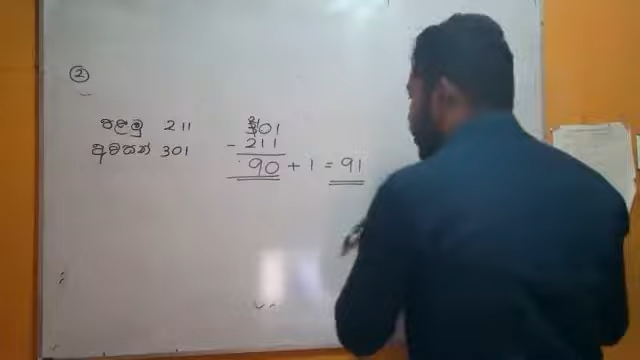 ②
පළමු 211
අවසන් 301
301
- 211
90 + 1 = 91